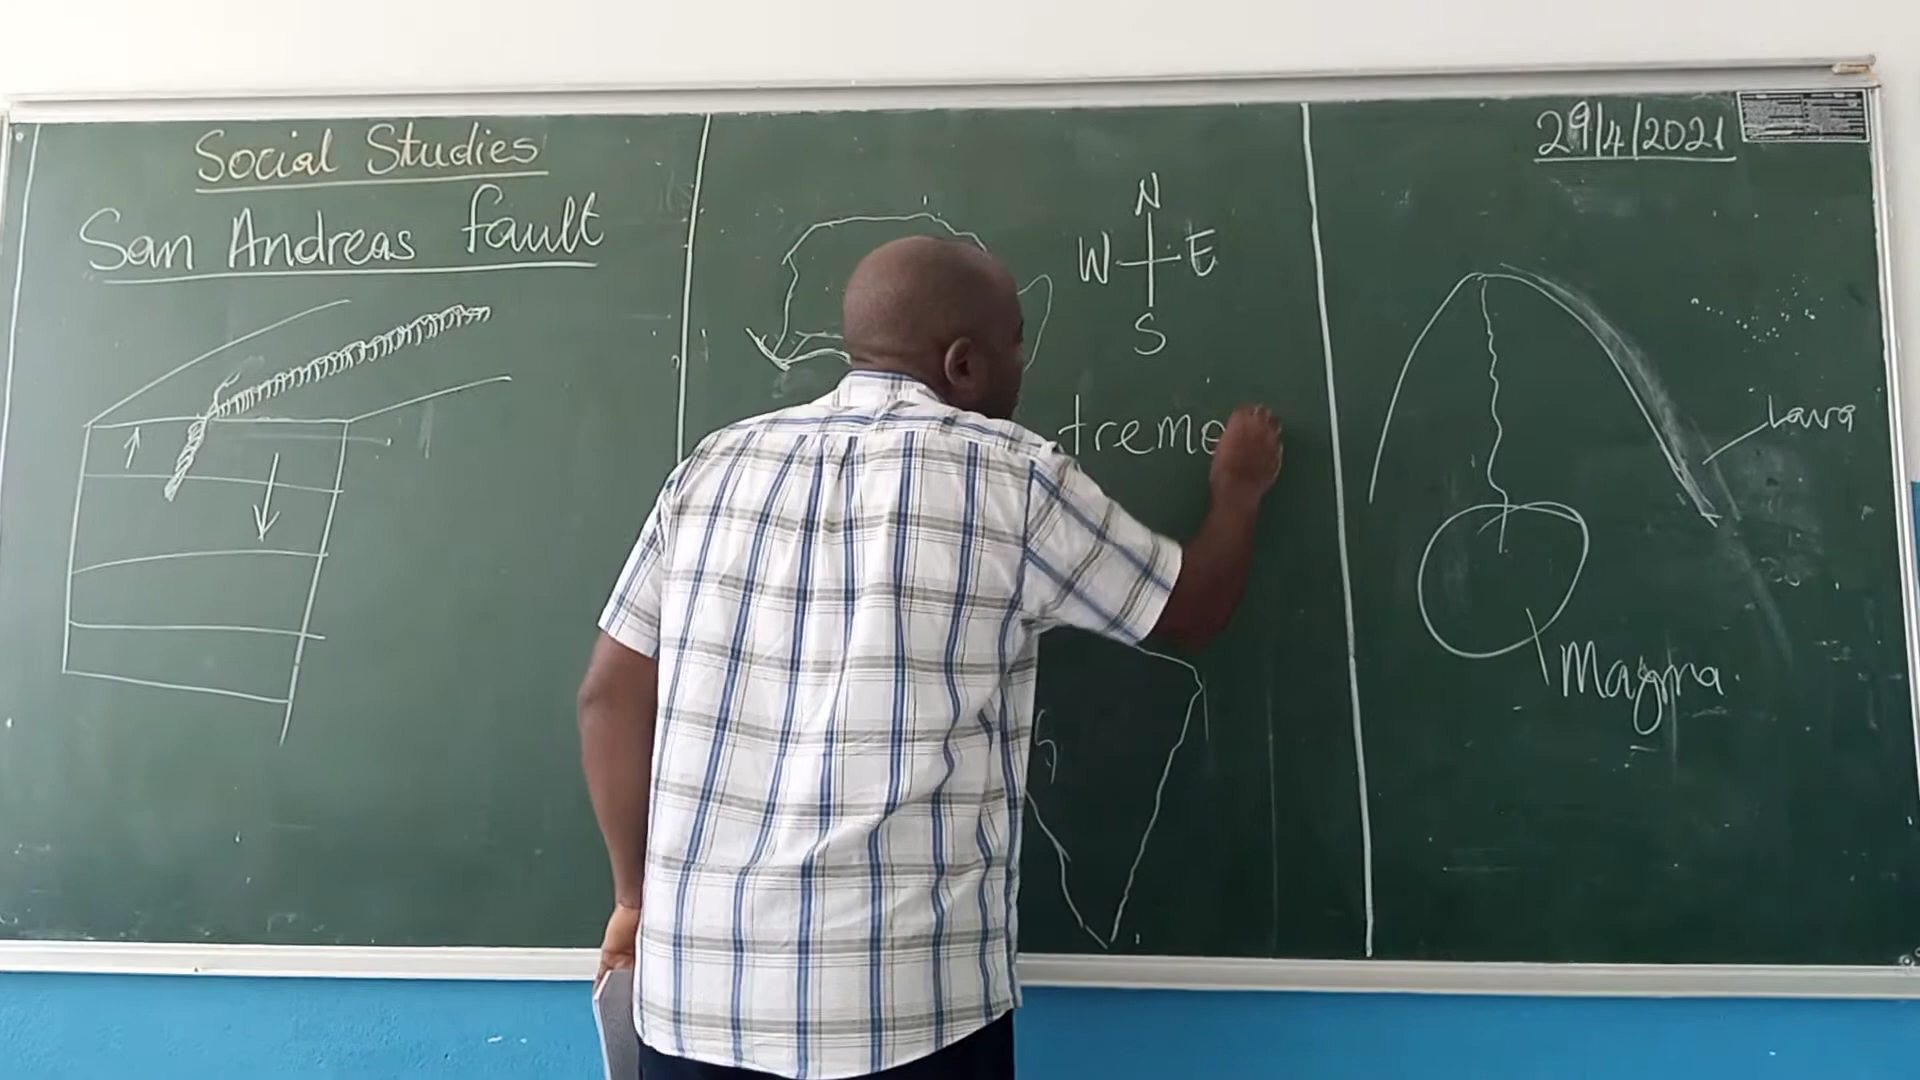 Social Studies
San Andreas fault
N
W E
S
tremo
S
29/4/2021
Lava
Magma